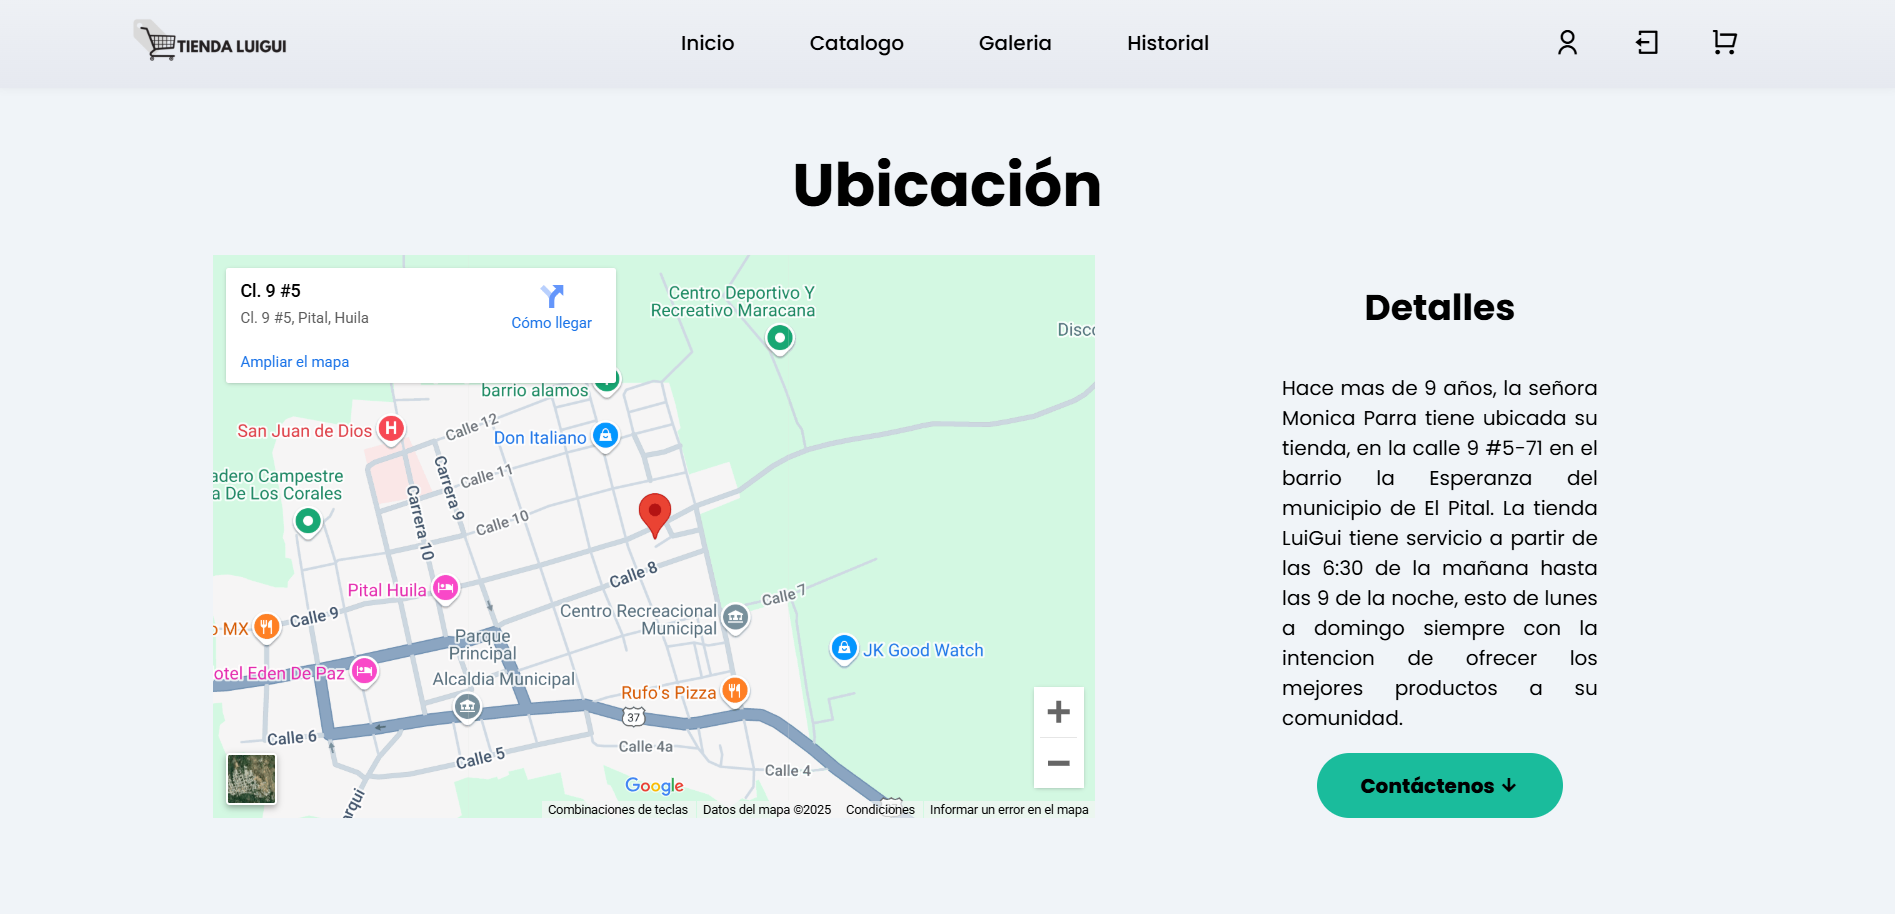 TIENDA LUIGUI
Inicio
Catalogo
Galeria
Historial
Ubicación
Cl. 9 #5
Cl. 9 #5, Pital, Huila
Cómo llegar
Ampliar el mapa
Centro Deportivo Y
Recreativo Maracana
Disco
barrio alamos
San Juan de Dios
H
Calle 12
Don Italiano
adero Campestre
a De Los Corales
Carrera 9
Calle 11
Carrera 10
Calle 10
Pital Huila
Calle 8
Calle 7
Centro Recreacional
Municipal
Calle 9
MX
Parque
Principal
JK Good Watch
otel Eden De Paz
Alcaldia Municipal
Rufo's Pizza
37
Calle 6
Calle 5
Calle 4a
Calle 4
arqui
Google
Combinaciones de teclas
Datos del mapa ©2025
Condiciones
Informar un error en el mapa
Detalles
Hace mas de 9 años, la señora
Monica Parra tiene ubicada su
tienda, en la calle 9 #5-71 en el
barrio la Esperanza del
municipio de El Pital. La tienda
LuiGui tiene servicio a partir de
las 6:30 de la mañana hasta
las 9 de la noche, esto de lunes
a domingo siempre con la
intencion de ofrecer los
mejores productos a su
comunidad.
Contáctenos ↓